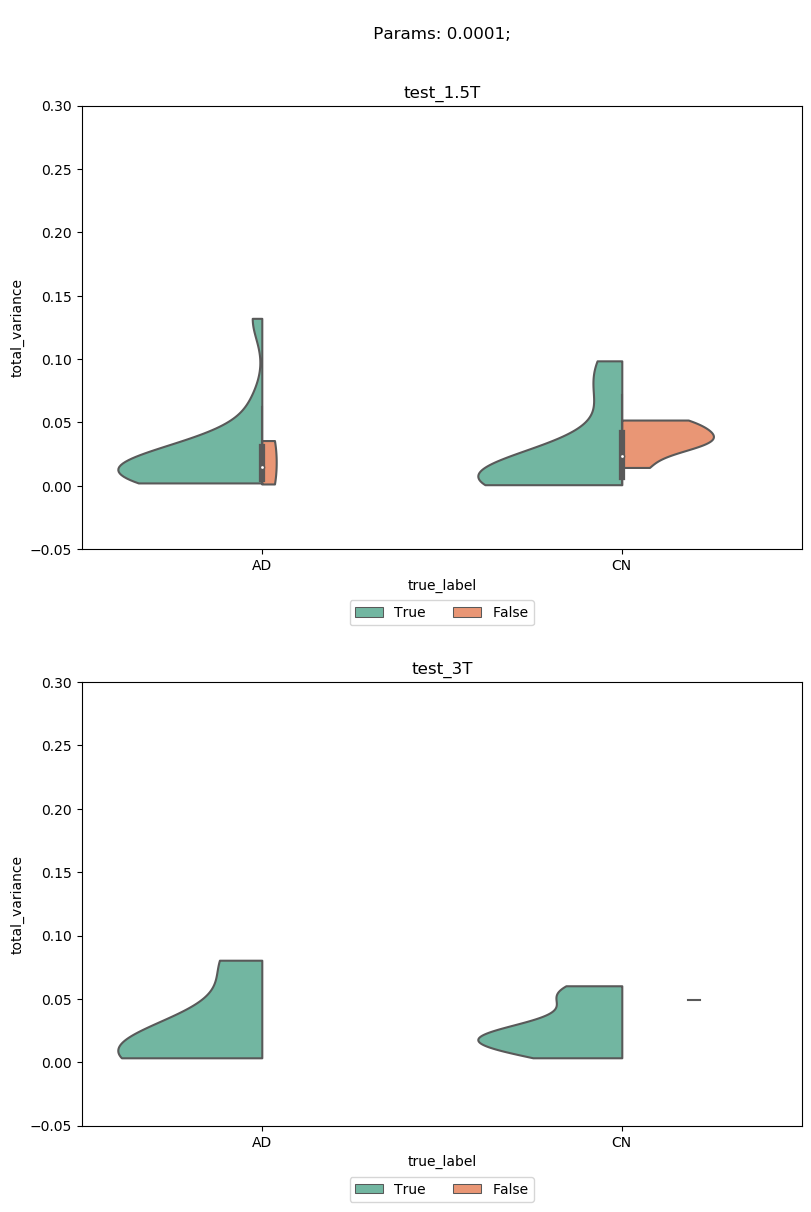 Params: 0.0001;
test_1.5T
0.30
0.25
0.20
0.15
0.10
0.05
0.00
−0.05
total_variance
AD CN
true_label
True False
test_3T
0.30
0.25
0.20
0.15
0.10
0.05
0.00
−0.05
total_variance
AD CN
true_label
True False